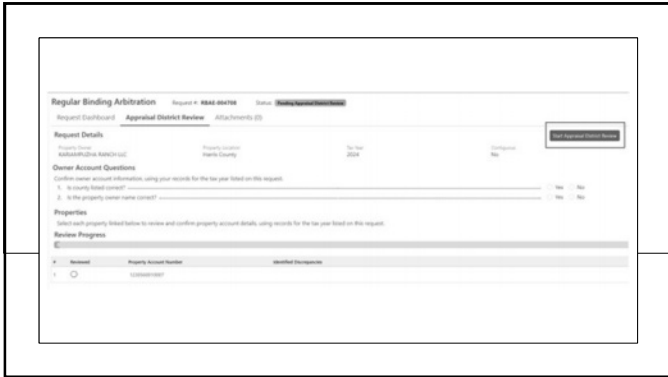 Regular Binding Arbitration Request #: RBAE-004708 Status: Pending Appraisal District Review
Request Dashboard Appraisal District Review Attachments (0)
Request Details
Start Appraisal District Review
Property Owner Property Location Tax Year Contiguous
RANCH LLC Harris County 2024 No
Owner Account Questions
Confirm owner account information, using your records for the tax year listed on this request.
1. Is county listed correct? Yes No
2. Is the property owner name correct? Yes No
Properties
Select each property listed below to review and confirm property account details, using records for the tax year listed on this request.
Review Progress
# Reviewed Property Account Number Identified Discrepancies
1